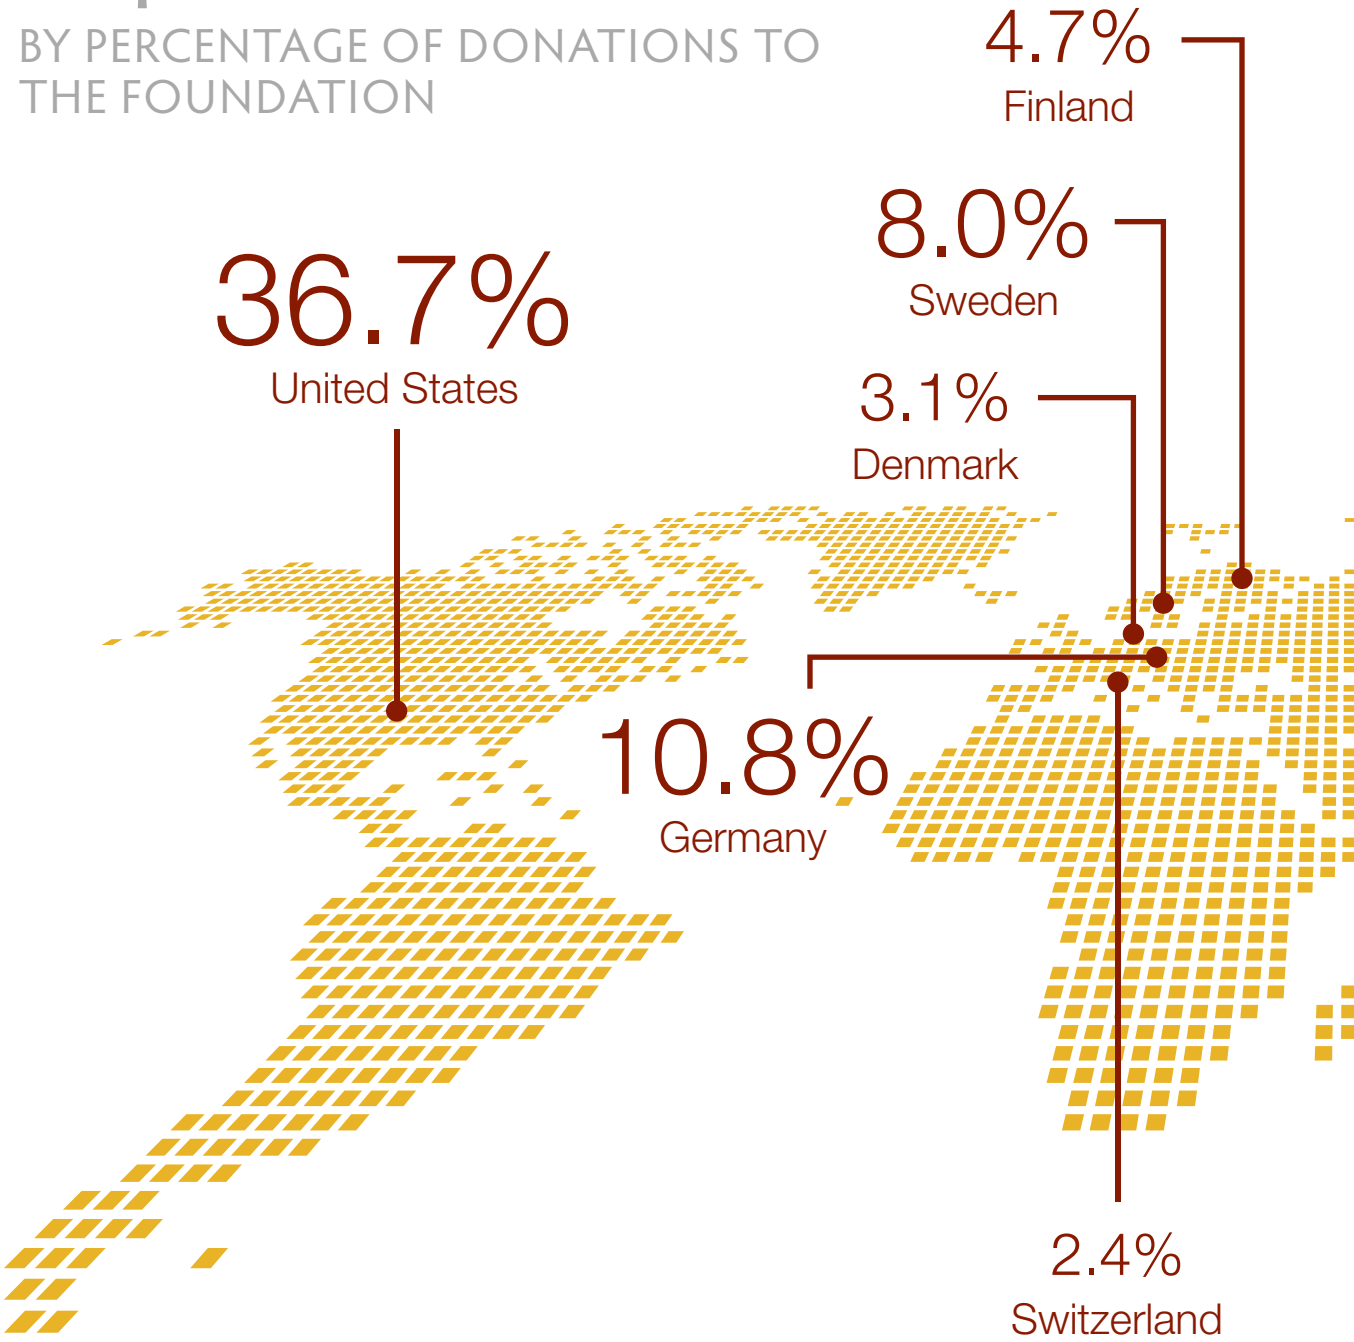 BY PERCENTAGE OF DONATIONS TO
THE FOUNDATION
4.7%
Finland
8.0%
Sweden
36.7%
United States
3.1%
Denmark
10.8%
Germany
2.4%
Switzerland